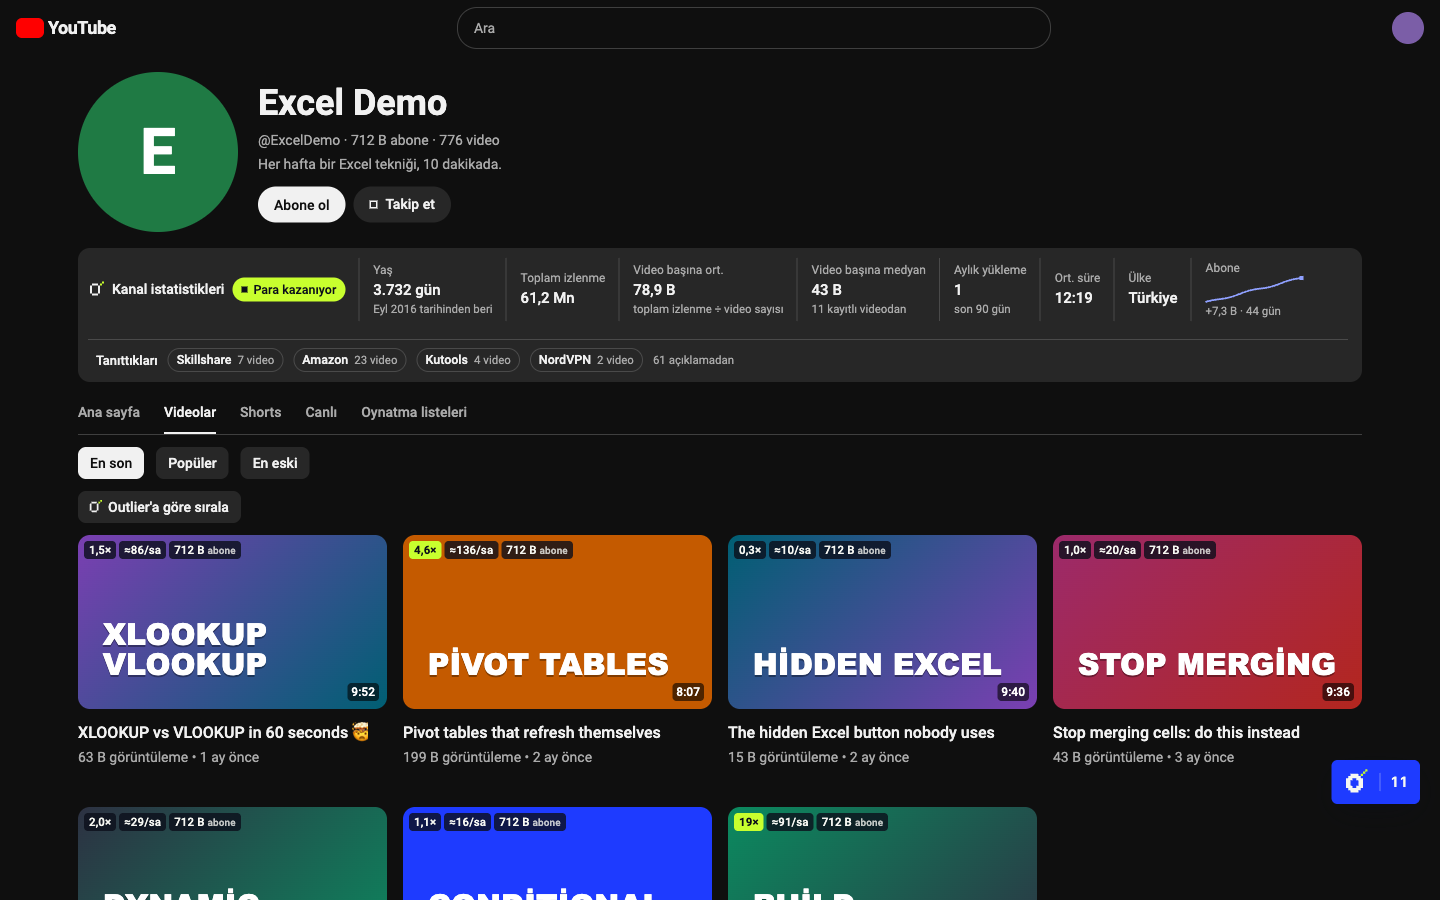 YouTube
Ara
E
Excel Demo
@ExcelDemo · 712 B abone · 776 video
Her hafta bir Excel tekniği, 10 dakikada.
Abone ol
Takip et
Kanal istatistikleri
Para kazanıyor
Yaş
3.732 gün
Eyl 2016 tarihinden beri
Toplam izlenme
61,2 Mn
Video başına ort.
78,9 B
toplam izlenme ÷ video sayısı
Video başına medyan
43 B
11 kayıtlı videodan
Aylık yükleme
1
son 90 gün
Ort. süre
12:19
Ülke
Türkiye
Abone
+7,3 B · 44 gün
Tanıttıkları
Skillshare 7 video
Amazon 23 video
Kutools 4 video
NordVPN 2 video
61 açıklamadan
Ana sayfa
Videolar
Shorts
Canlı
Oynatma listeleri
En son
Popüler
En eski
Outlier'a göre sırala
1,5× ≈86/sa 712 B abone
XLOOKUP
VLOOKUP
9:52
XLOOKUP vs VLOOKUP in 60 seconds 🤯
63 B görüntüleme • 1 ay önce
4,6× ≈136/sa 712 B abone
PİVOT TABLES
8:07
Pivot tables that refresh themselves
199 B görüntüleme • 2 ay önce
0,3× ≈10/sa 712 B abone
HİDDEN EXCEL
9:40
The hidden Excel button nobody uses
15 B görüntüleme • 2 ay önce
1,0× ≈20/sa 712 B abone
STOP MERGİNG
9:36
Stop merging cells: do this instead
43 B görüntüleme • 3 ay önce
11
2,0× ≈29/sa 712 B abone
DYNAMİC
1,1× ≈16/sa 712 B abone
CONDİTİONAL
19× ≈91/sa 712 B abone
BUİLD